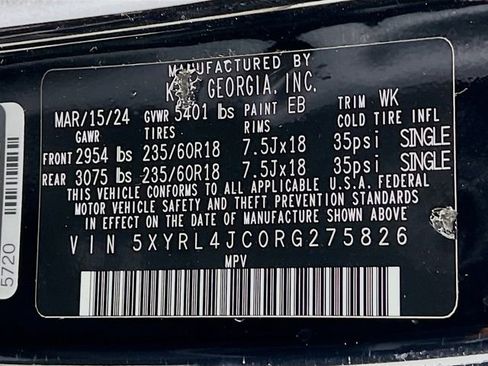 MANUFACTURED BY
GEORGIA, INC.
MAR/15/24 GVWR 5401 lbs PAINT EB TRIM WK
GAWR TIRES RIMS COLD TIRE INFL
FRONT 2954 lbs 235/60R18 7.5Jx18 35psi SINGLE
REAR 3075 lbs 235/60R18 7.5Jx18 35psi SINGLE
THIS VEHICLE CONFORMS TO ALL APPLICABLE U.S.A. FEDERAL
MOTOR VEHICLE SAFETY AND THEFT PREVENTION STANDARDS
IN EFFECT ON THE DATE OF MANUFACTURE SHOWN ABOVE
VIN 5XYRL4JC0RG275826
MPV
5720